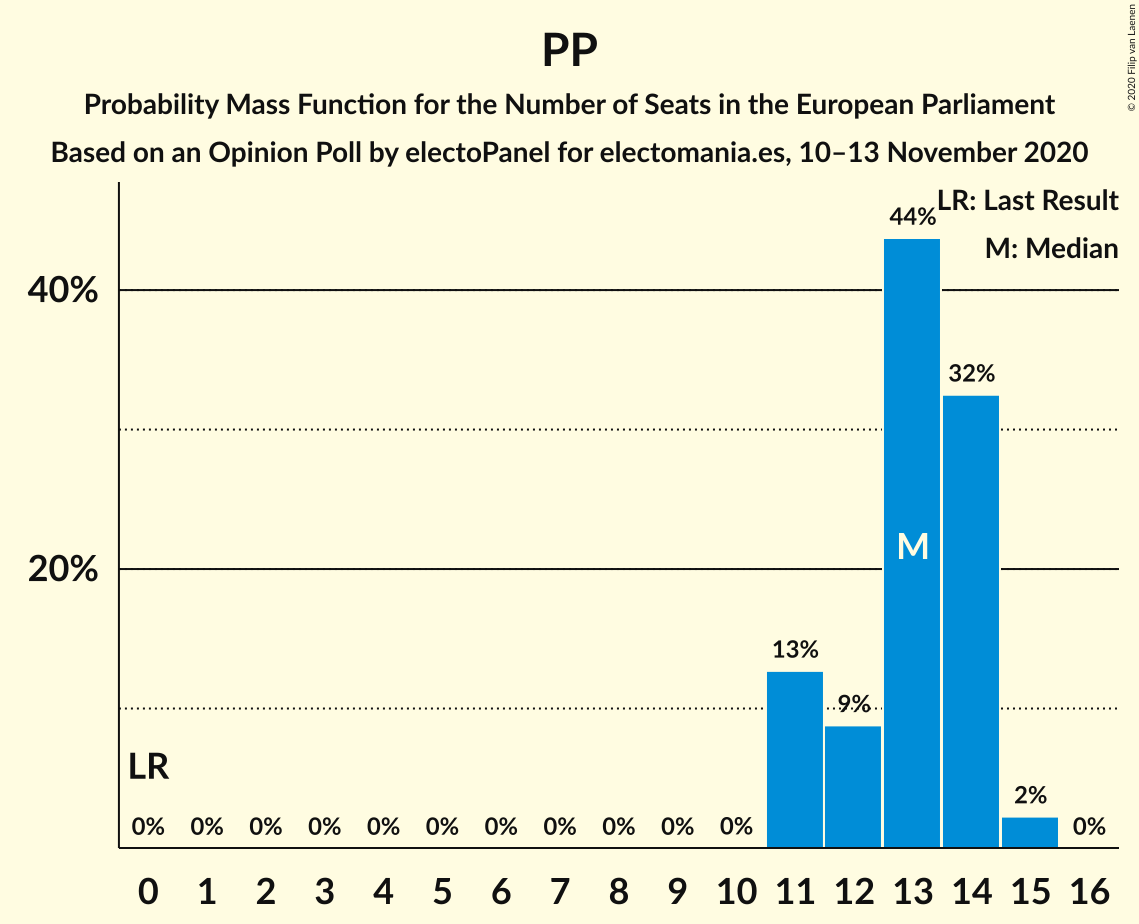 PP
Probability Mass Function for the Number of Seats in the European Parliament
Based on an Opinion Poll by electoPanel for electomania.es, 10–13 November 2020
© 2020 Filip van Laenen
LR: Last Result
M: Median
40%
20%
44%
32%
13%
9%
2%
M
LR
0% 0% 0% 0% 0% 0% 0% 0% 0% 0% 0% 0%
0 1 2 3 4 5 6 7 8 9 10 11 12 13 14 15 16